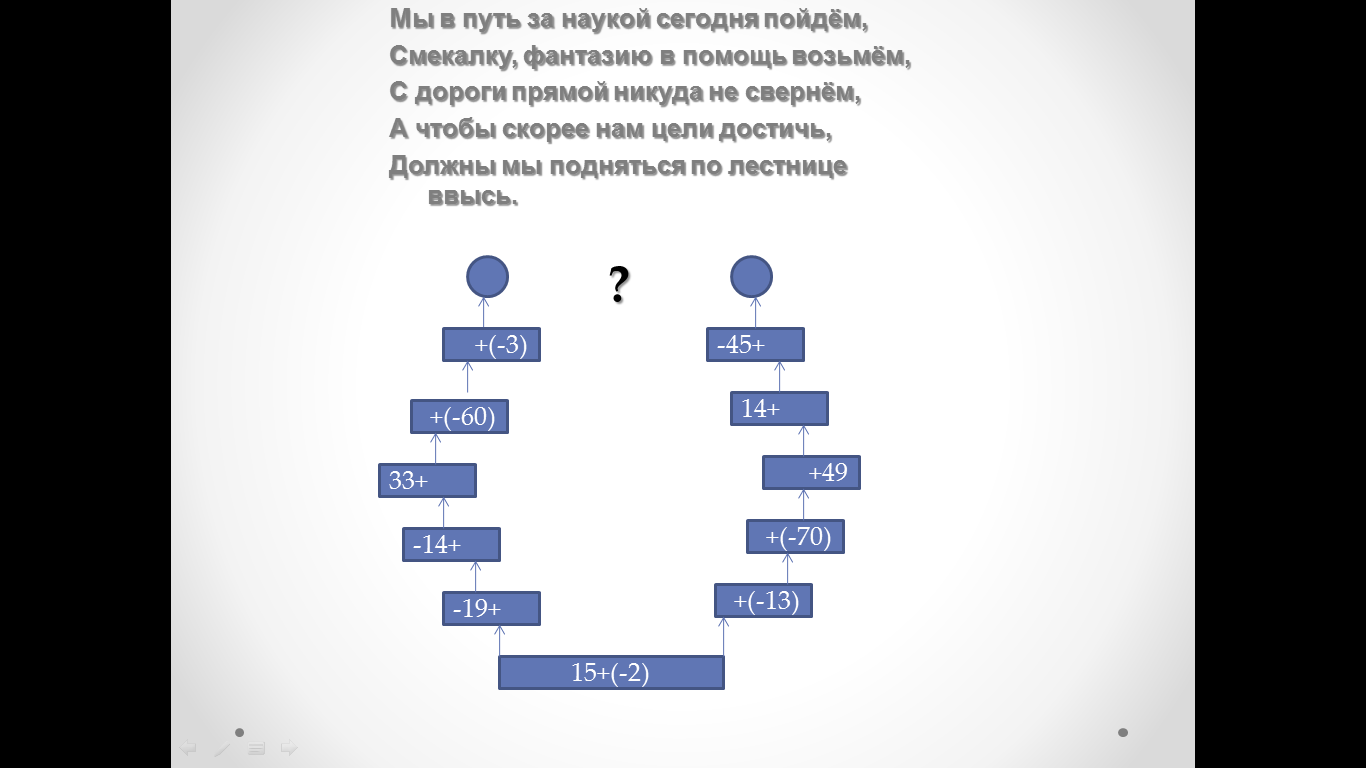 Мы в путь за наукой сегодня пойдём,
Смекалку, фантазию в помощь возьмём,
С дороги прямой никуда не свернём,
А чтобы скорее нам цели достичь,
Должны мы подняться по лестнице
ввысь.
?
+(-3)
-45+
+(-60)
14+
33+
+49
-14+
+(-70)
-19+
+(-13)
15+(-2)